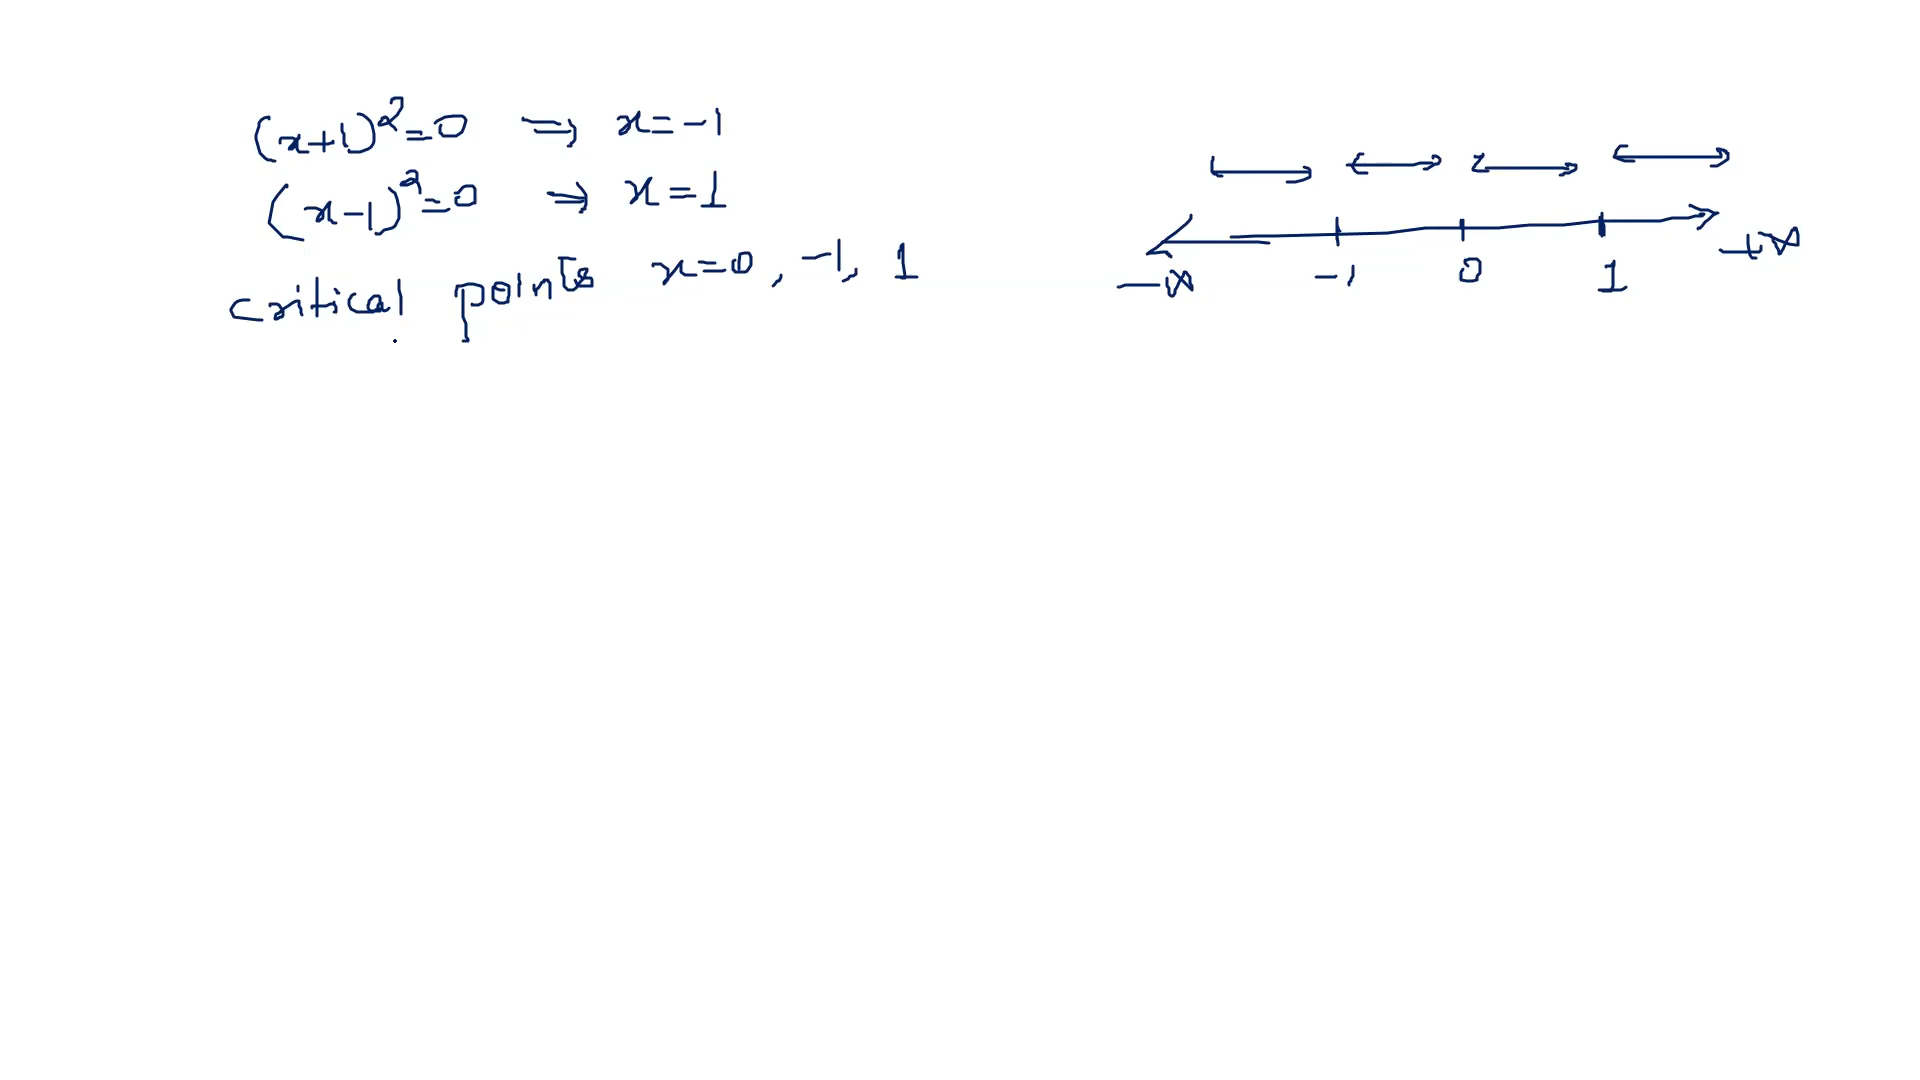 (x+1)²=0 ⇒ x=-1
(x-1)²=0 ⇒ x=1
critical points x=0, -1, 1
-∞ -1 0 1 +∞